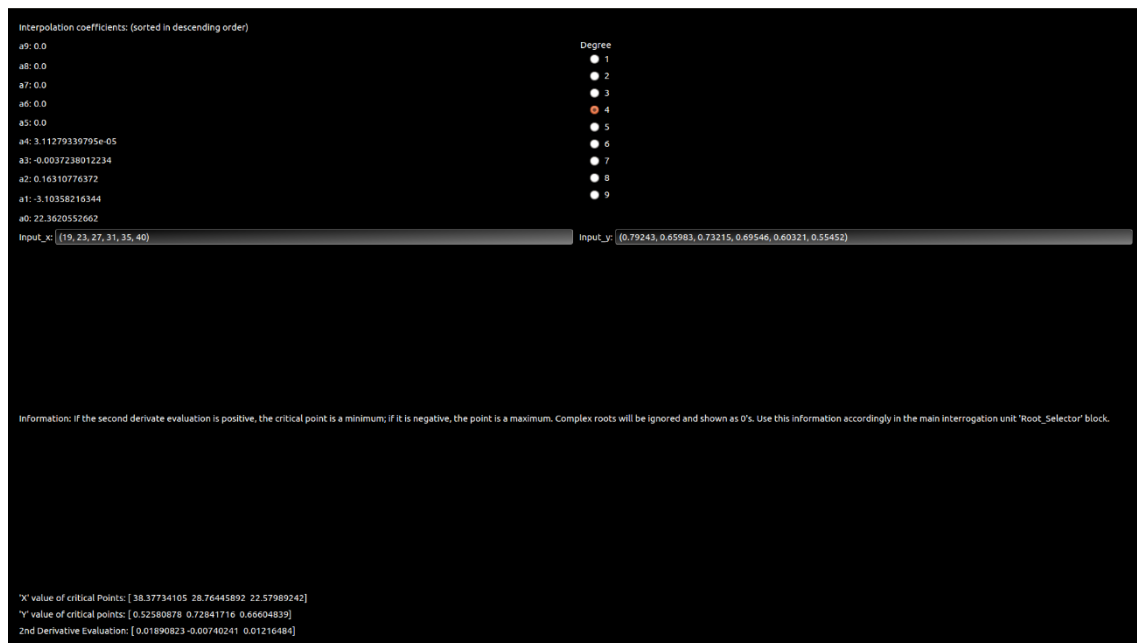 Interpolation coefficients: (sorted in descending order)
a9: 0.0
a8: 0.0
a7: 0.0
a6: 0.0
a5: 0.0
a4: 3.11279339795e-05
a3: -0.0037238012234
a2: 0.16310776372
a1: -3.10358216344
a0: 22.3620552662
Degree
1
2
3
4
5
6
7
8
9
Input_x: (19, 23, 27, 31, 35, 40)
Input_y: (0.79243, 0.65983, 0.73215, 0.69546, 0.60321, 0.55452)
Information: If the second derivate evaluation is positive, the critical point is a minimum; if it is negative, the point is a maximum. Complex roots will be ignored and shown as 0's. Use this information accordingly in the main interrogation unit 'Root_Selector' block.
'X' value of critical Points: [ 38.37734105 28.76445892 22.57989242]
'Y' value of critical points: [ 0.52580878 0.72841716 0.66604839]
2nd Derivative Evaluation: [ 0.01890823 -0.00740241 0.01216484]